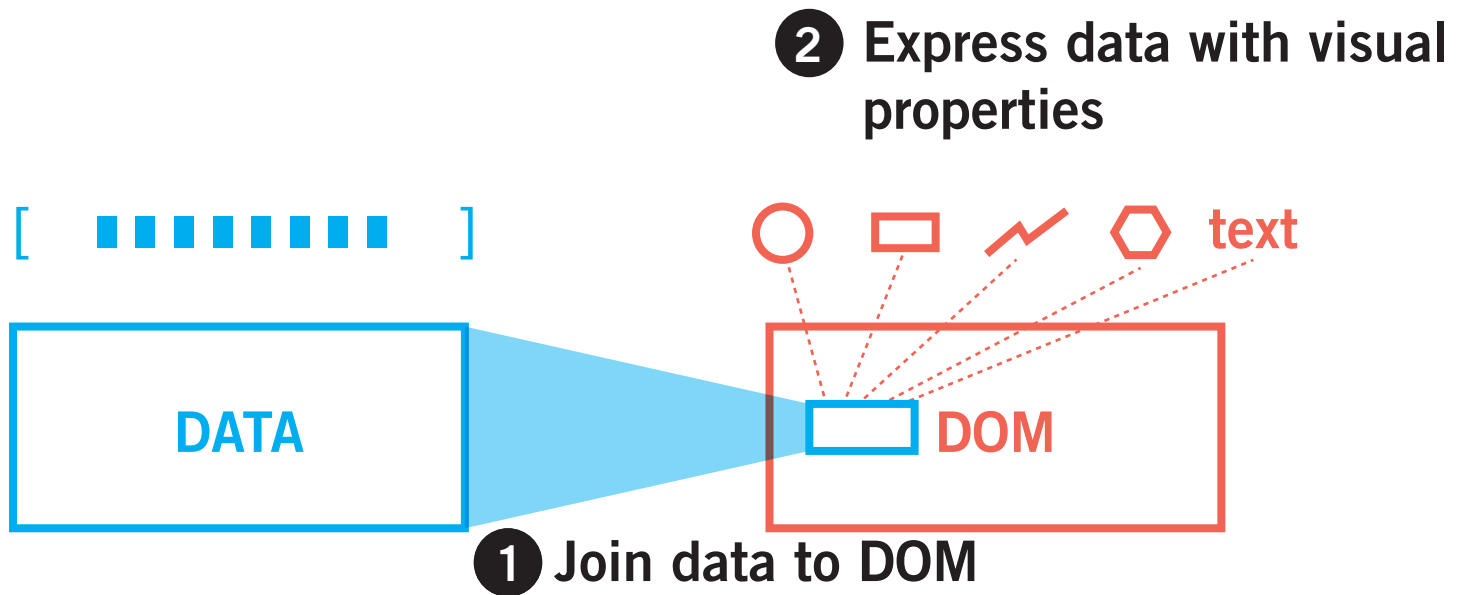 2 Express data with visual
properties
[ ]
text
DATA
DOM
1 Join data to DOM